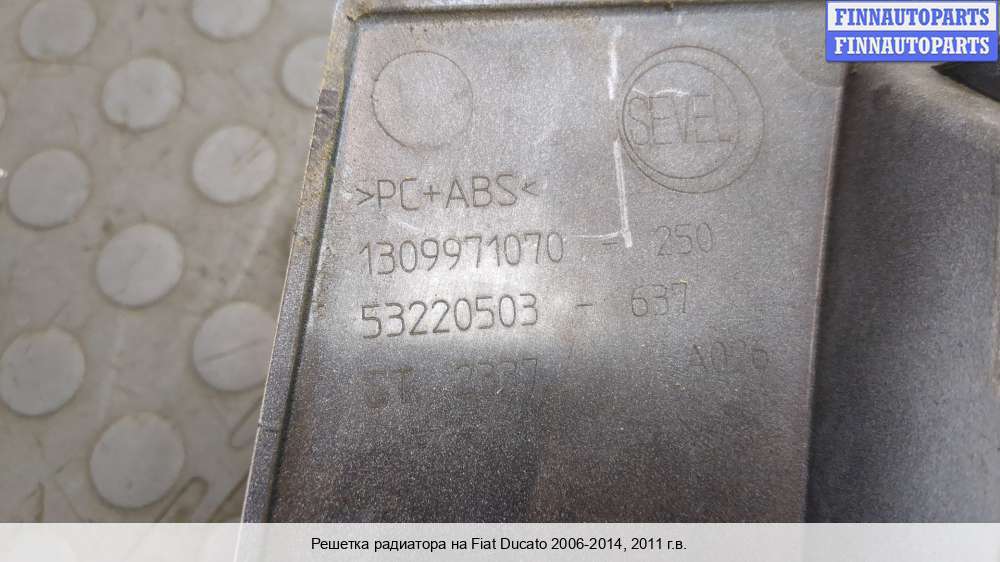 FINNAUTOPARTS
FINNAUTOPARTS
SEVEL
>PC+ABS<
1309971070 - 250
53220503 - 637
Решетка радиатора на Fiat Ducato 2006-2014, 2011 г.в.